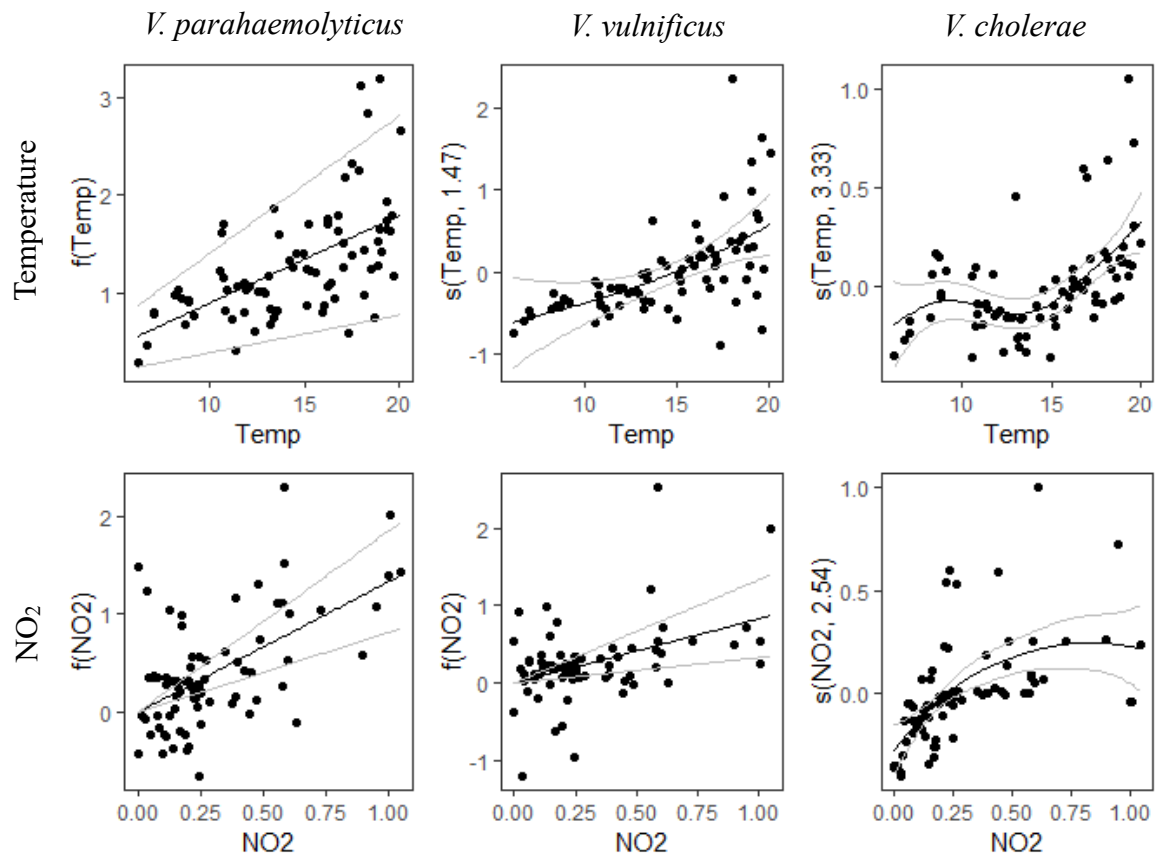 V. parahaemolyticus
V. vulnificus
V. cholerae
Temperature
f(Temp)
3
2
1
10
15
20
Temp
s(Temp, 1.47)
2
1
0
-1
10
15
20
Temp
s(Temp, 3.33)
1.0
0.5
0.0
10
15
20
Temp
NO2
f(NO2)
2
1
0
0.00
0.25
0.50
0.75
1.00
NO2
f(NO2)
2
1
0
-1
0.00
0.25
0.50
0.75
1.00
NO2
s(NO2, 2.54)
1.0
0.5
0.0
0.00
0.25
0.50
0.75
1.00
NO2